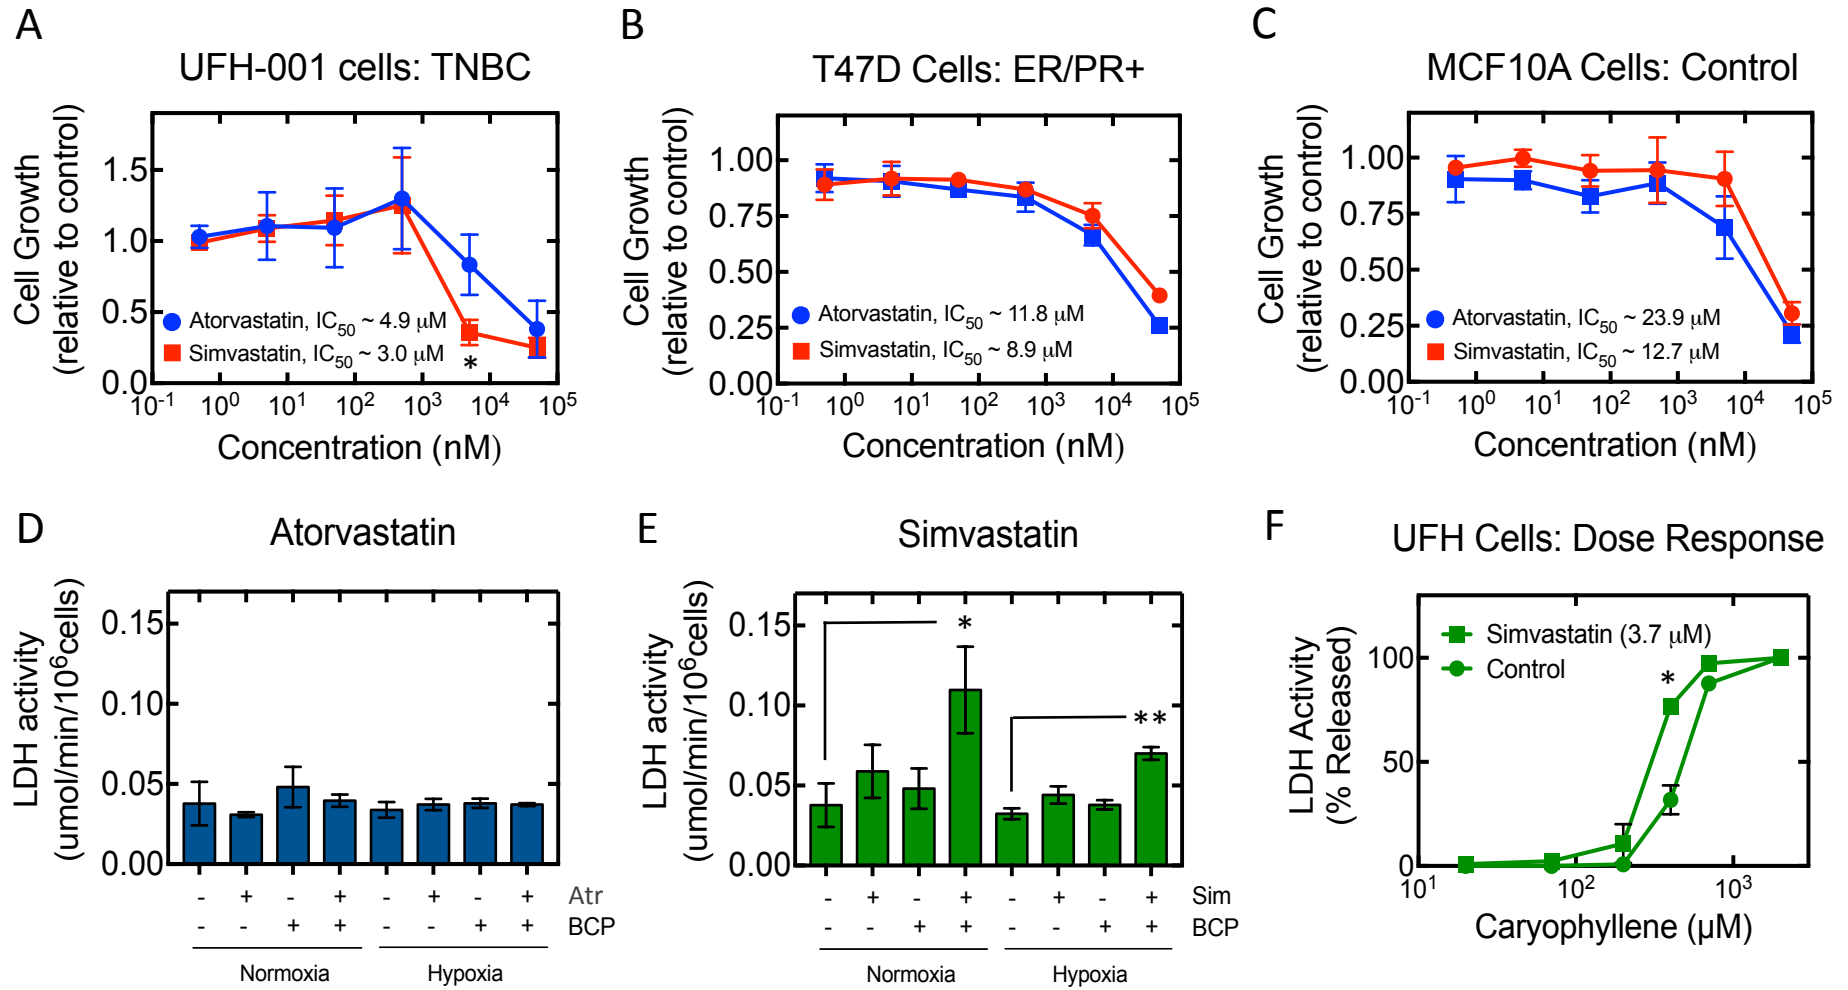 A
UFH-001 cells: TNBC
Cell Growth
(relative to control)
1.5
1.0
0.5
0.0
Atorvastatin, IC50 ~ 4.9 μM
Simvastatin, IC50 ~ 3.0 μM
*
10-1 100 101 102 103 104 105
Concentration (nM)
B
T47D Cells: ER/PR+
Cell Growth
(relative to control)
1.00
0.75
0.50
0.25
0.00
Atorvastatin, IC50 ~ 11.8 μM
Simvastatin, IC50 ~ 8.9 μM
10-1 100 101 102 103 104 105
Concentration (nM)
C
MCF10A Cells: Control
Cell Growth
(relative to control)
1.00
0.75
0.50
0.25
0.00
Atorvastatin, IC50 ~ 23.9 μM
Simvastatin, IC50 ~ 12.7 μM
10-1 100 101 102 103 104 105
Concentration (nM)
D
Atorvastatin
LDH activity
(umol/min/106cells)
0.15
0.10
0.05
0.00
- + - + - + - + Atr
- - + + - - + + BCP
Normoxia Hypoxia
E
Simvastatin
LDH activity
(umol/min/106cells)
0.15
0.10
0.05
0.00
*
**
- + - + - + - + Sim
- - + + - - + + BCP
Normoxia Hypoxia
F
UFH Cells: Dose Response
LDH Activity
(% Released)
100
50
0
Simvastatin (3.7 μM)
Control
*
101 102 103
Caryophyllene (μM)